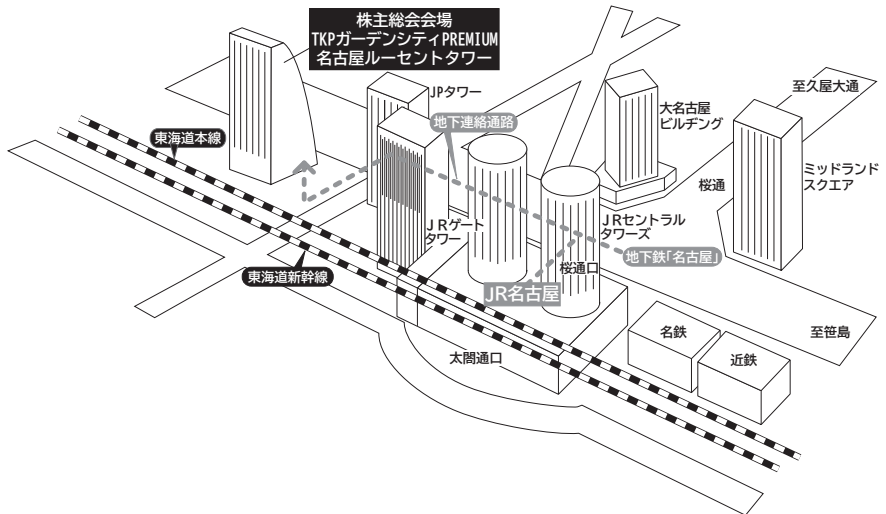 株主総会会場
TKPガーデンシティPREMIUM
名古屋ルーセントタワー
JPタワー
地下連絡通路
大名古屋
ビルヂング
至久屋大通
東海道本線
桜通
ミッドランド
スクエア
JRゲート
タワー
JRセントラル
タワーズ
地下鉄「名古屋」
桜通口
東海道新幹線
JR名古屋
名鉄
至笹島
太閤通口
近鉄